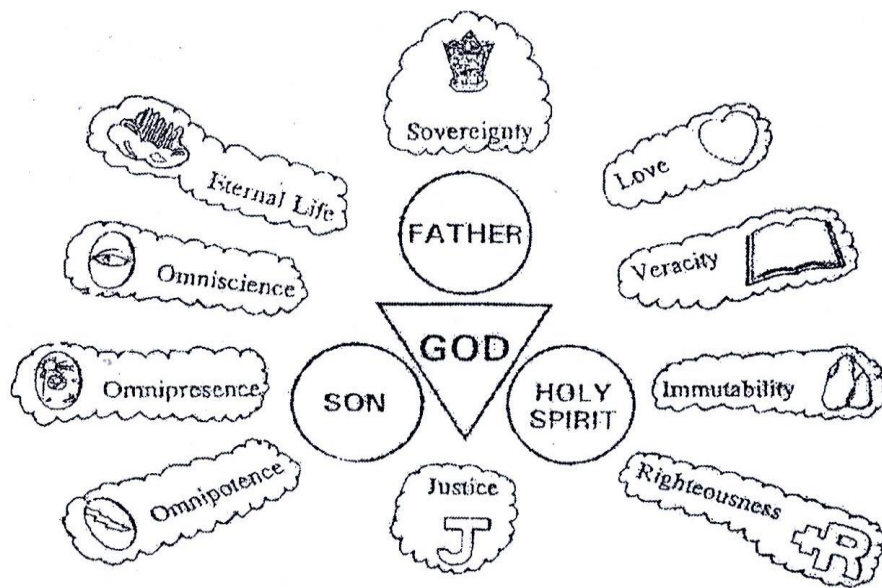 Sovereignty
Eternal Life
Love
FATHER
Omniscience
Veracity
GOD
Omnipresence
SON
HOLY
SPIRIT
Immutability
Omnipotence
Justice
J
Righteousness
+R